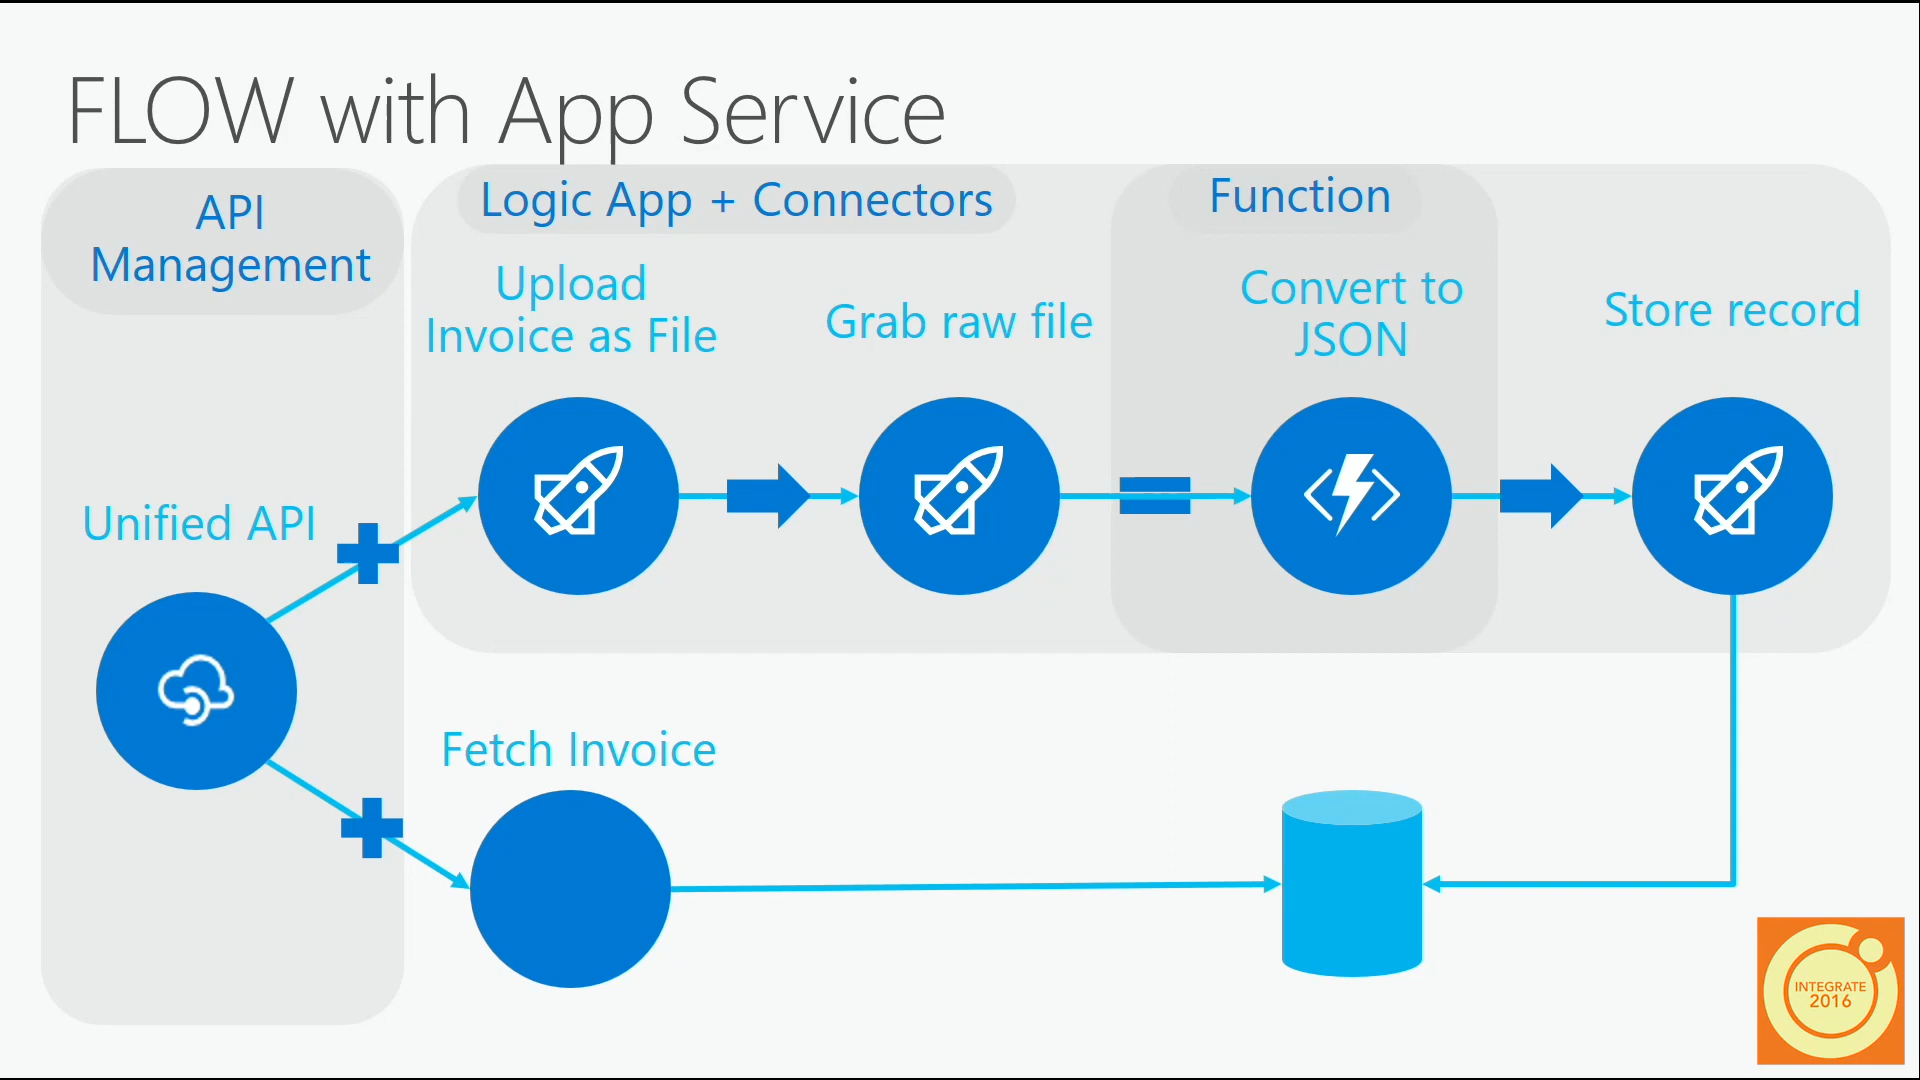 FLOW with App Service
API
Management
Logic App + Connectors
Function
Upload
Invoice as File
Grab raw file
Convert to
JSON
Store record
Unified API
Fetch Invoice
INTEGRATE
2016